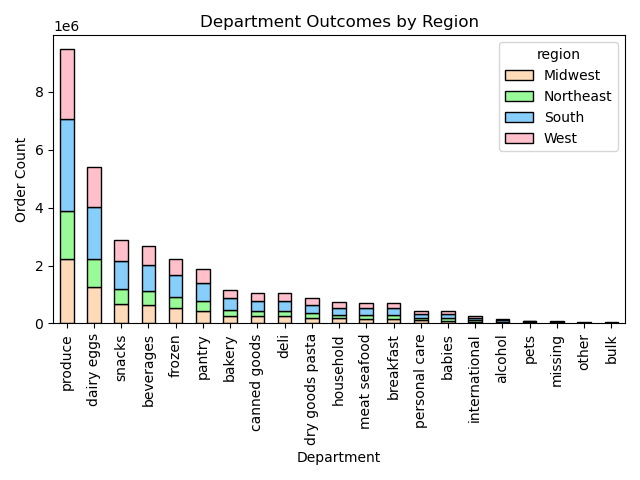 Department Outcomes by Region
1e6
region
Midwest
Northeast
South
West
8
6
4
2
0
Order Count
produce
dairy eggs
snacks
beverages
frozen
pantry
bakery
canned goods
deli
dry goods pasta
household
meat seafood
breakfast
personal care
babies
international
alcohol
pets
missing
other
bulk
Department